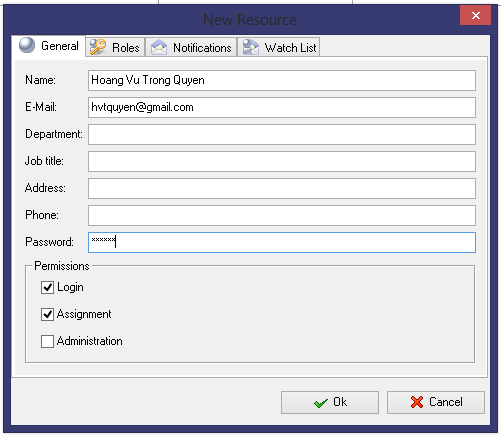 New Resource
General Roles Notifications Watch List
Name: Hoang Vu Trong Quyen
E-Mail: hvtquyen@gmail.com
Department:
Job title:
Address:
Phone:
Password: ××××××
Permissions
Login
Assignment
Administration
Ok Cancel